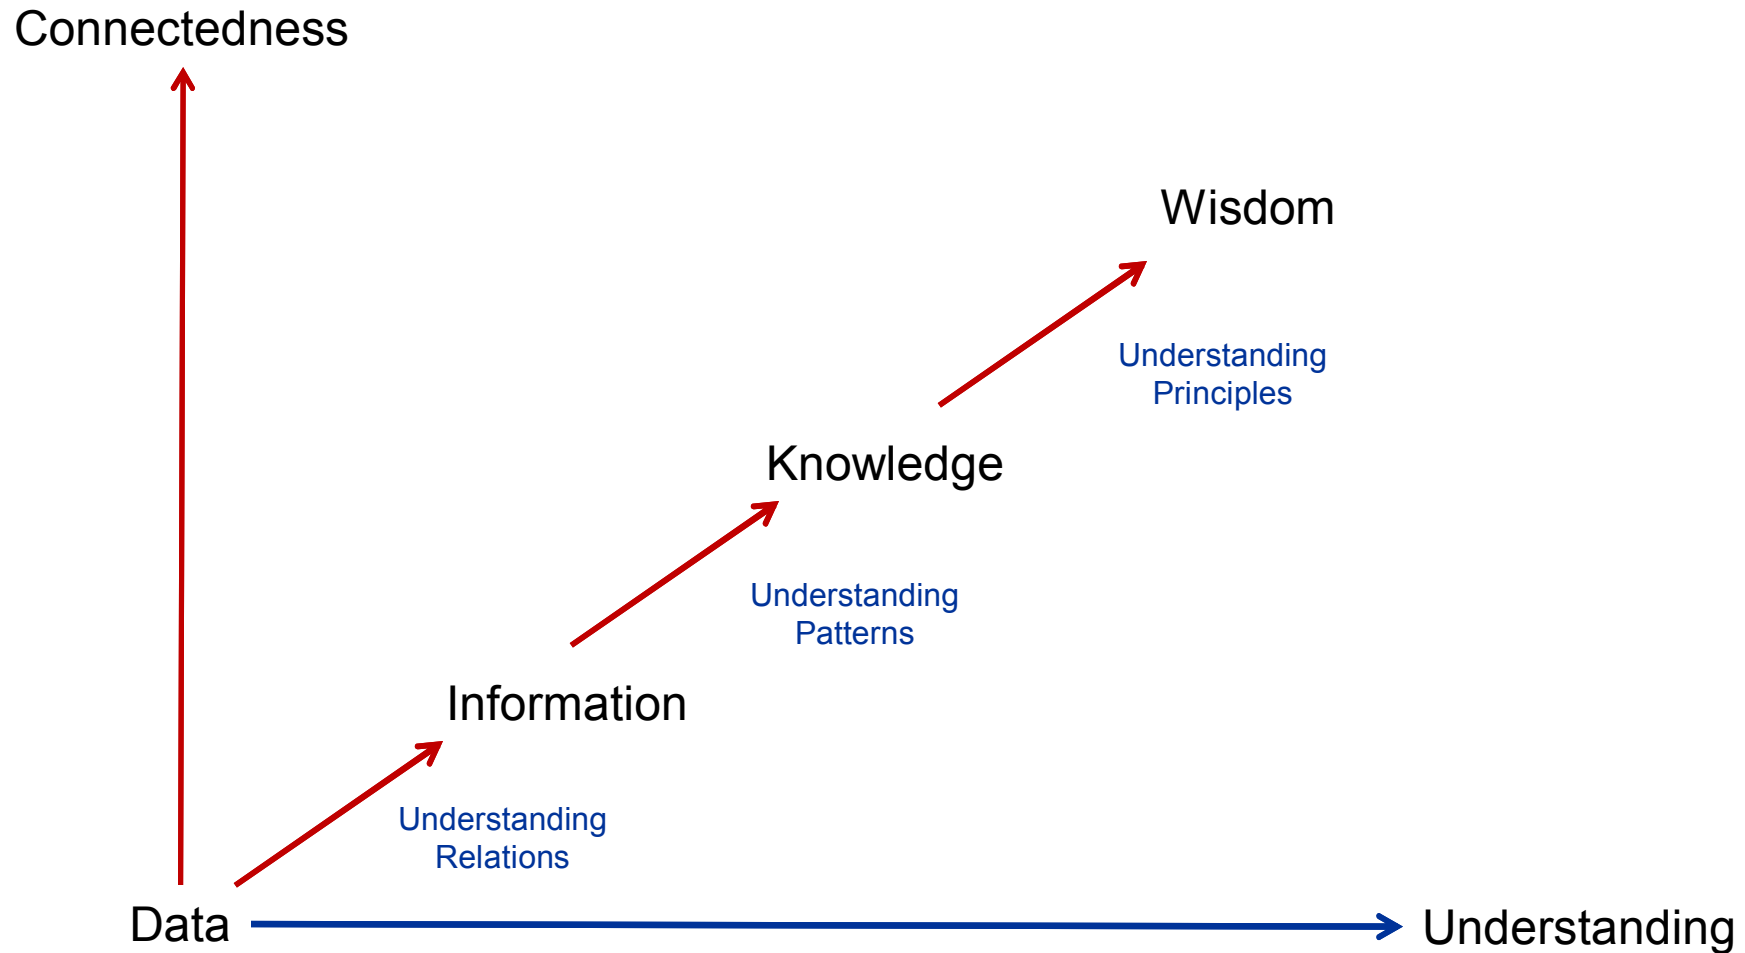 Connectedness
Wisdom
Understanding
Principles
Knowledge
Understanding
Patterns
Information
Understanding
Relations
Data
Understanding